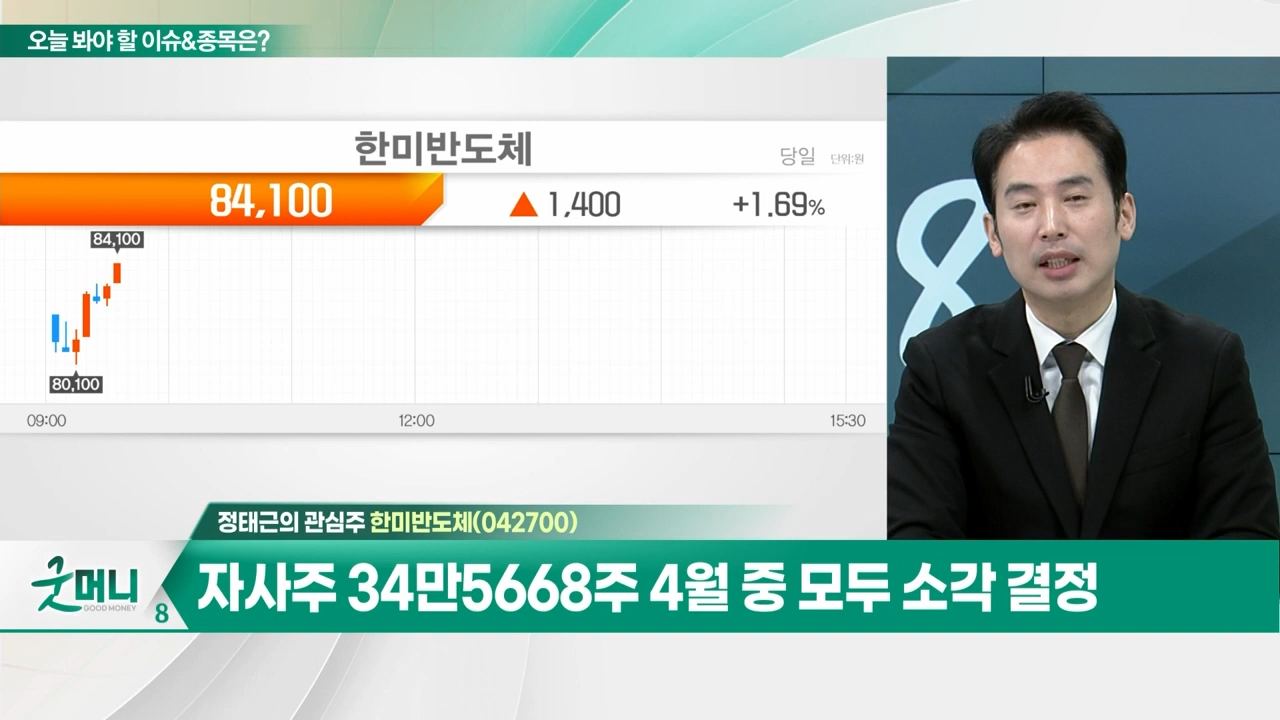 오늘 봐야 할 이슈&종목은?
한미반도체
당일 단위:원
84,100 ▲ 1,400 +1.69%
84,100
80,100
09:00 12:00 15:30
8
정태근의 관심주 한미반도체(042700)
굿머니
GOOD MONEY
8
자사주 34만5668주 4월 중 모두 소각 결정